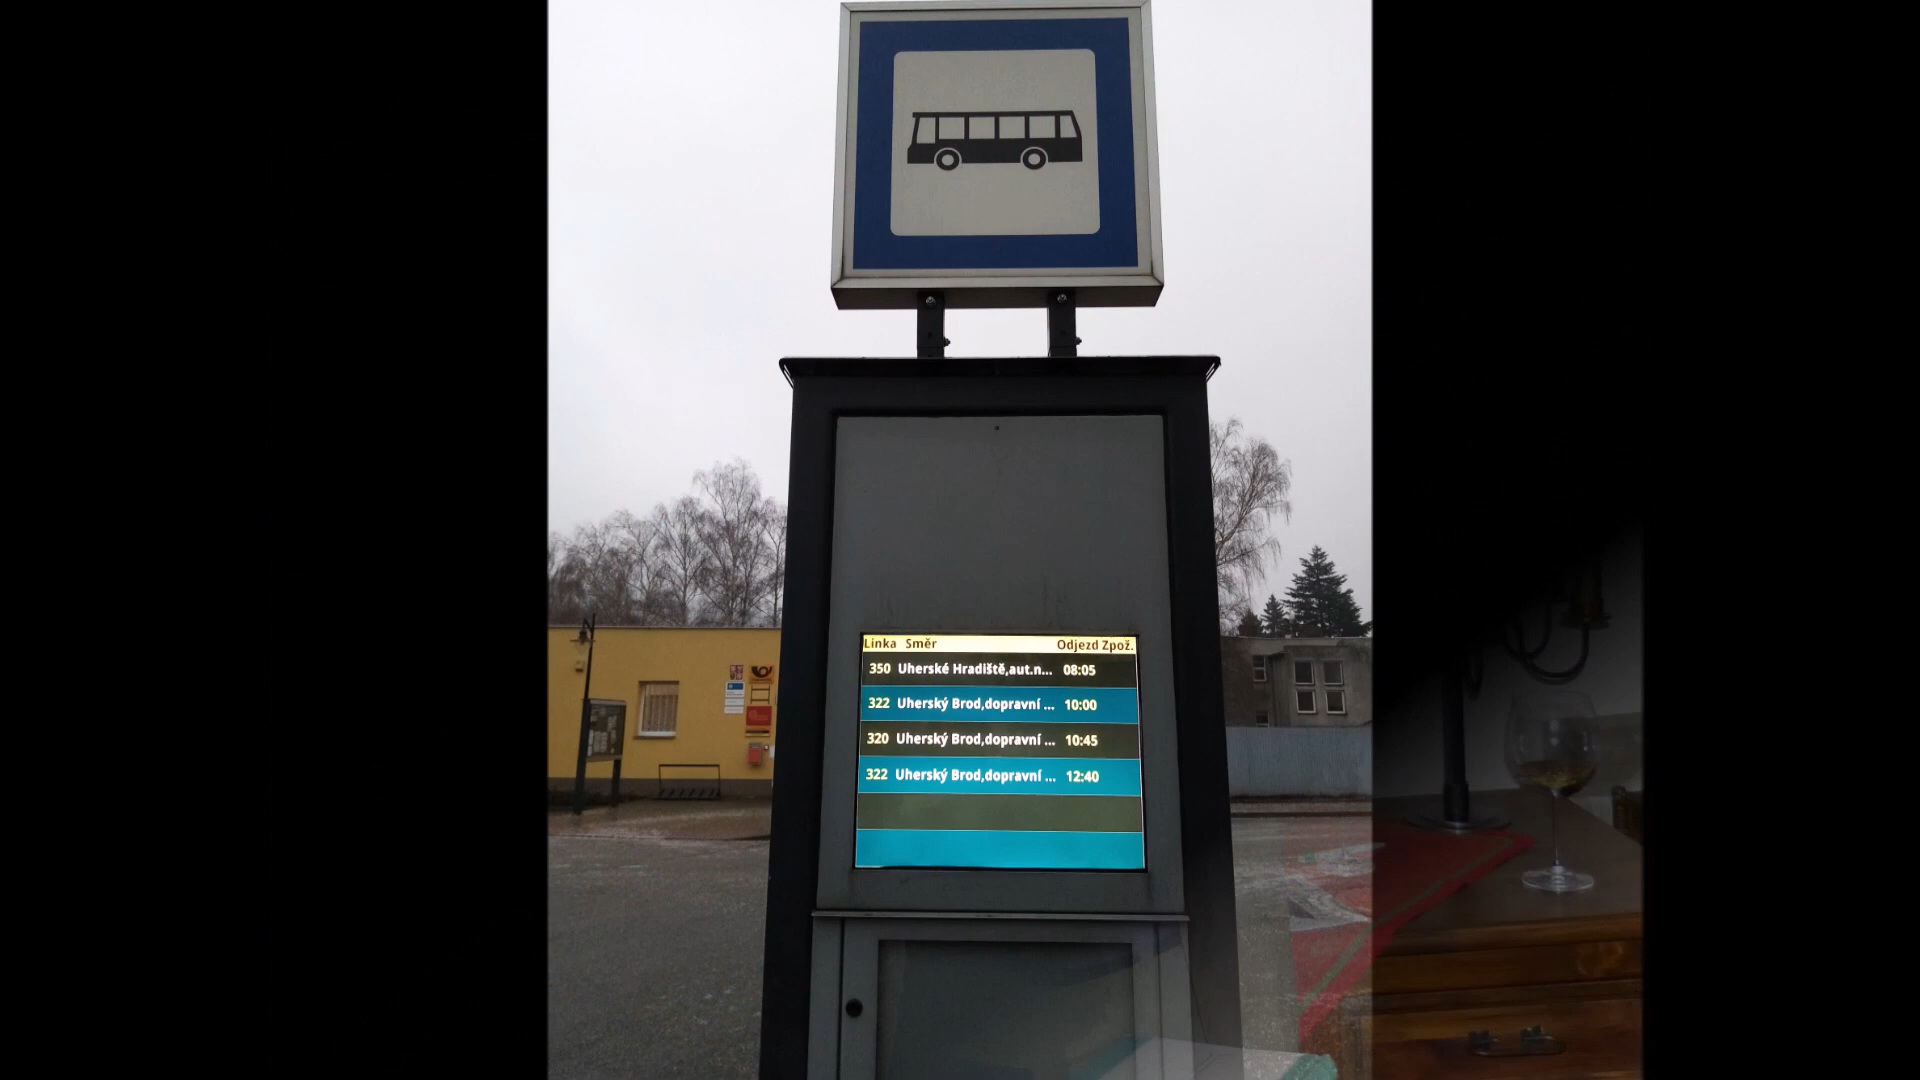 Linka Směr Odjezd Zpož.
350 Uherské Hradiště,aut.n... 08:05
322 Uherský Brod,dopravní ... 10:00
320 Uherský Brod,dopravní ... 10:45
322 Uherský Brod,dopravní ... 12:40